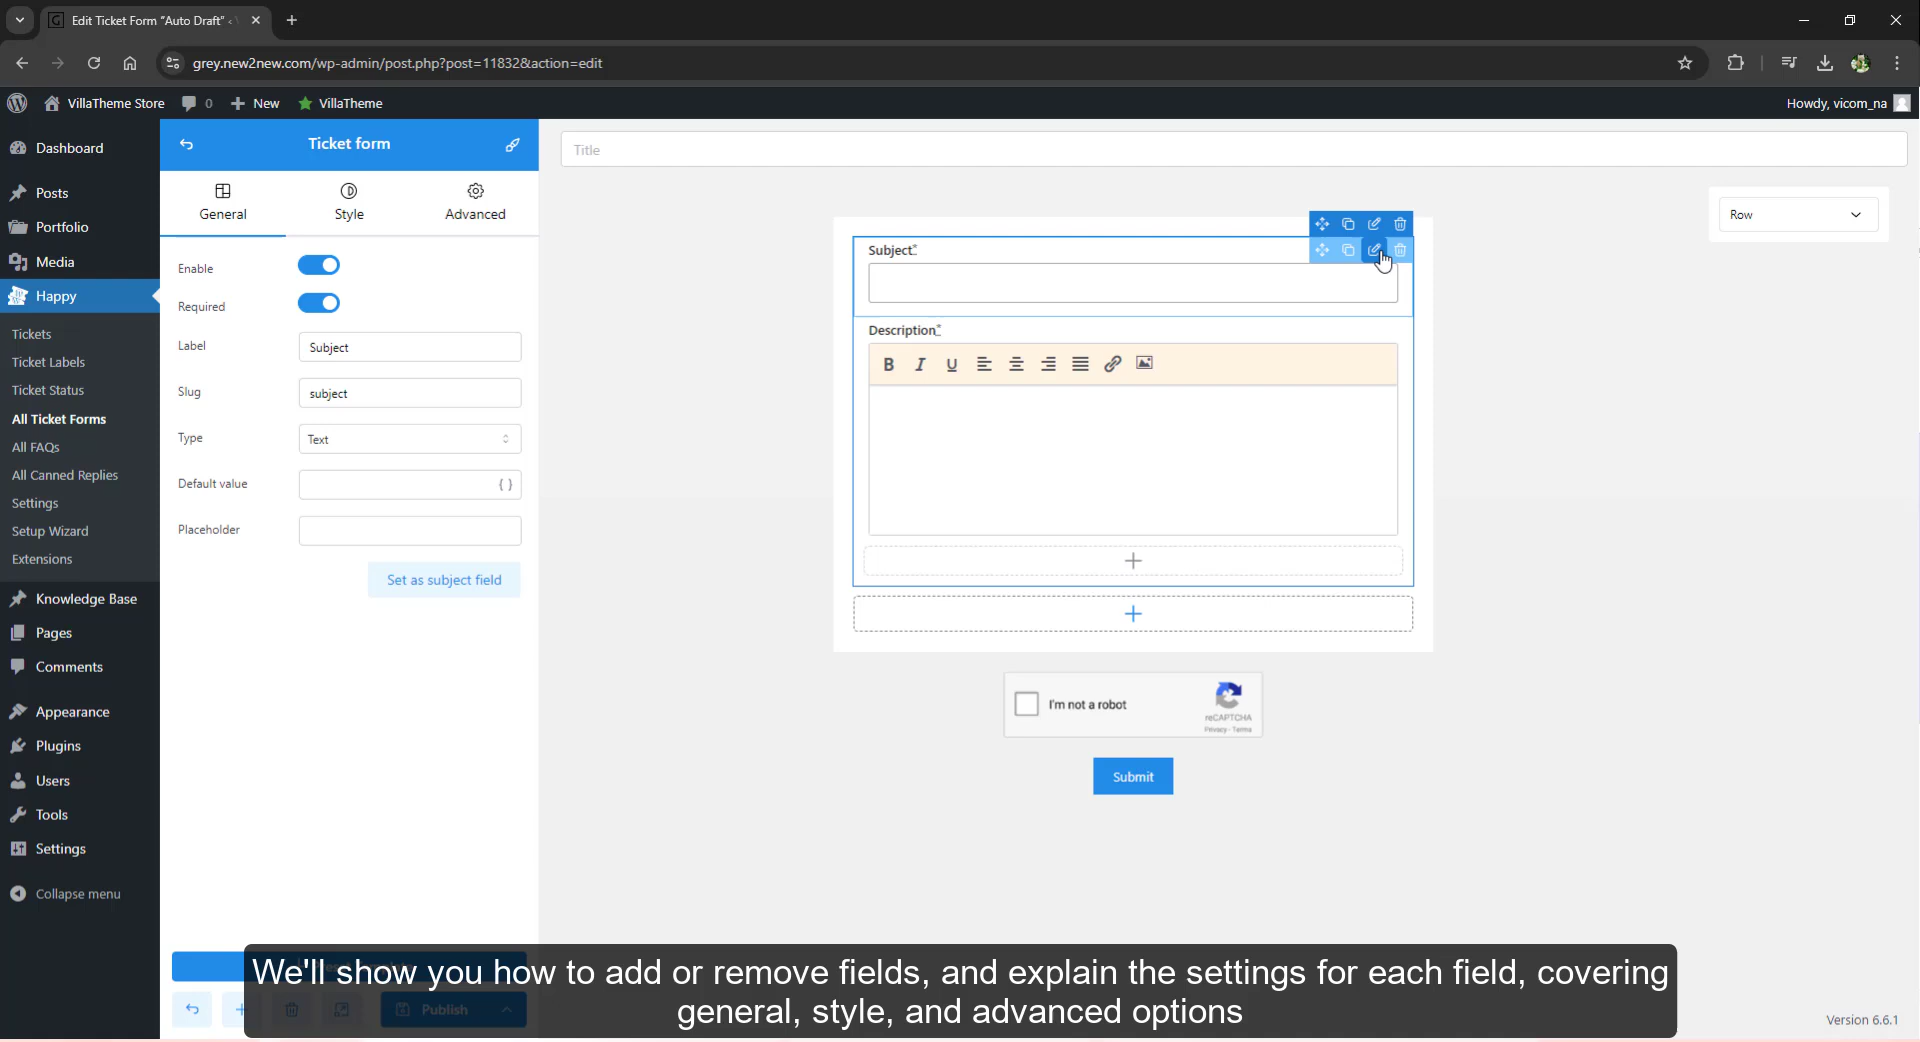 Edit Ticket Form "Auto Draft" ‹
grey.new2new.com/wp-admin/post.php?post=11832&action=edit
VillaTheme Store
0
New
VillaTheme
Howdy, vicom_na
Dashboard
Posts
Portfolio
Media
Happy
Tickets
Ticket Labels
Ticket Status
All Ticket Forms
All FAQs
All Canned Replies
Settings
Setup Wizard
Extensions
Knowledge Base
Pages
Comments
Appearance
Plugins
Users
Tools
Settings
Collapse menu
Ticket form
General
Style
Advanced
Enable
Required
Label
Subject
Slug
subject
Type
Text
Default value
{ }
Placeholder
Set as subject field
Publish
Title
Row
Subject*
Description*
B I U
I'm not a robot
reCAPTCHA
Privacy - Terms
Submit
We'll show you how to add or remove fields, and explain the settings for each field, covering
general, style, and advanced options
Version 6.6.1